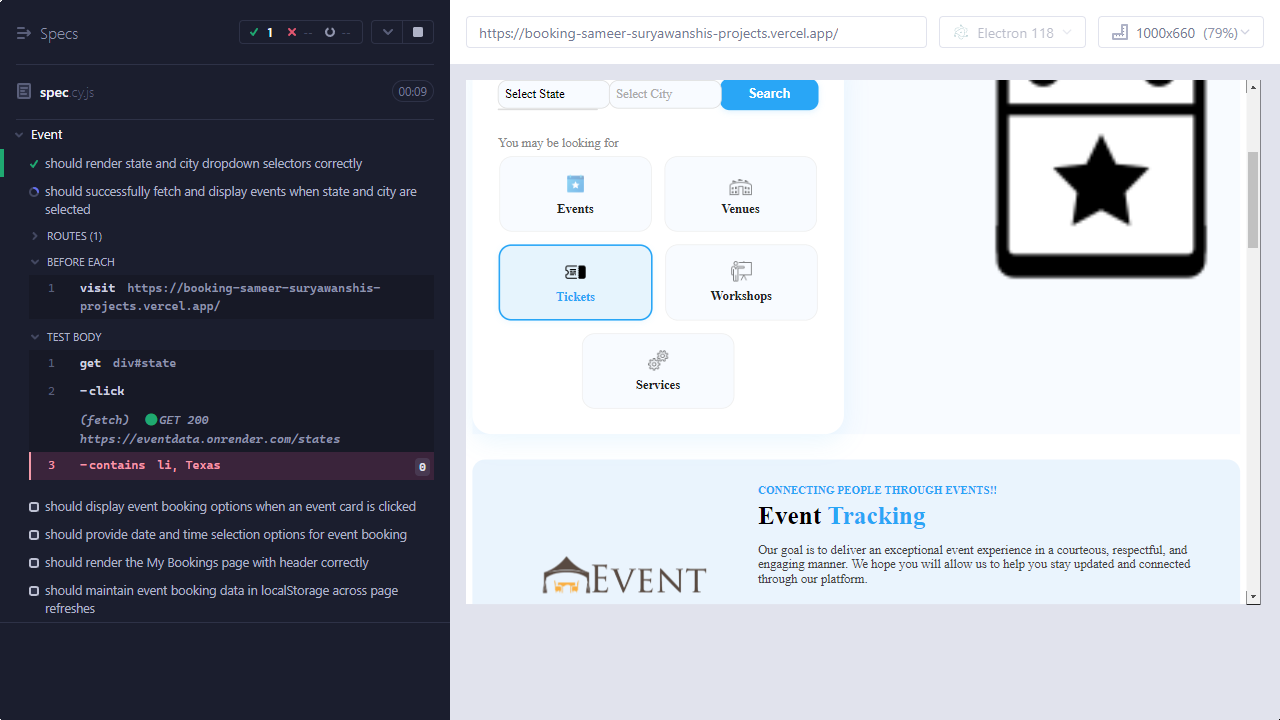 Specs
1
--
--
spec.cy.js
00:09
Event
should render state and city dropdown selectors correctly
should successfully fetch and display events when state and city are
selected
ROUTES (1)
BEFORE EACH
1 visit https://booking-sameer-suryawanshis-
projects.vercel.app/
TEST BODY
1 get div#state
2 -click
(fetch) GET 200
https://eventdata.onrender.com/states
3 -contains li, Texas 0
should display event booking options when an event card is clicked
should provide date and time selection options for event booking
should render the My Bookings page with header correctly
should maintain event booking data in localStorage across page
refreshes
https://booking-sameer-suryawanshis-projects.vercel.app/
Electron 118
1000x660 (79%)
Select State
Select City
Search
You may be looking for
Events
Venues
Tickets
Workshops
Services
CONNECTING PEOPLE THROUGH EVENTS!!
Event Tracking
Our goal is to deliver an exceptional event experience in a courteous, respectful, and
engaging manner. We hope you will allow us to help you stay updated and connected
through our platform.
EVENT